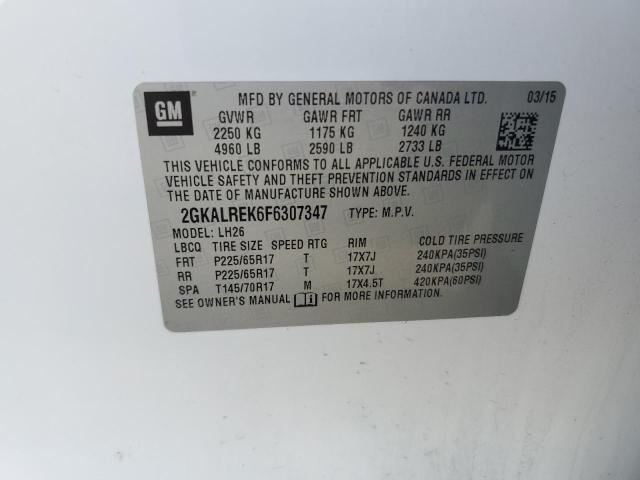 GM
MFD BY GENERAL MOTORS OF CANADA LTD. 03/15
GVWR GAWR FRT GAWR RR
2250 KG 1175 KG 1240 KG
4960 LB 2590 LB 2733 LB
THIS VEHICLE CONFORMS TO ALL APPLICABLE U.S. FEDERAL MOTOR
VEHICLE SAFETY AND THEFT PREVENTION STANDARDS IN EFFECT ON
THE DATE OF MANUFACTURE SHOWN ABOVE.
2GKALREK6F6307347 TYPE: M.P.V.
MODEL: LH26
LBCQ TIRE SIZE SPEED RTG RIM COLD TIRE PRESSURE
FRT P225/65R17 T 17X7J 240KPA(35PSI)
RR P225/65R17 T 17X7J 240KPA(35PSI)
SPA T145/70R17 M 17X4.5T 420KPA(60PSI)
SEE OWNER'S MANUAL FOR MORE INFORMATION.